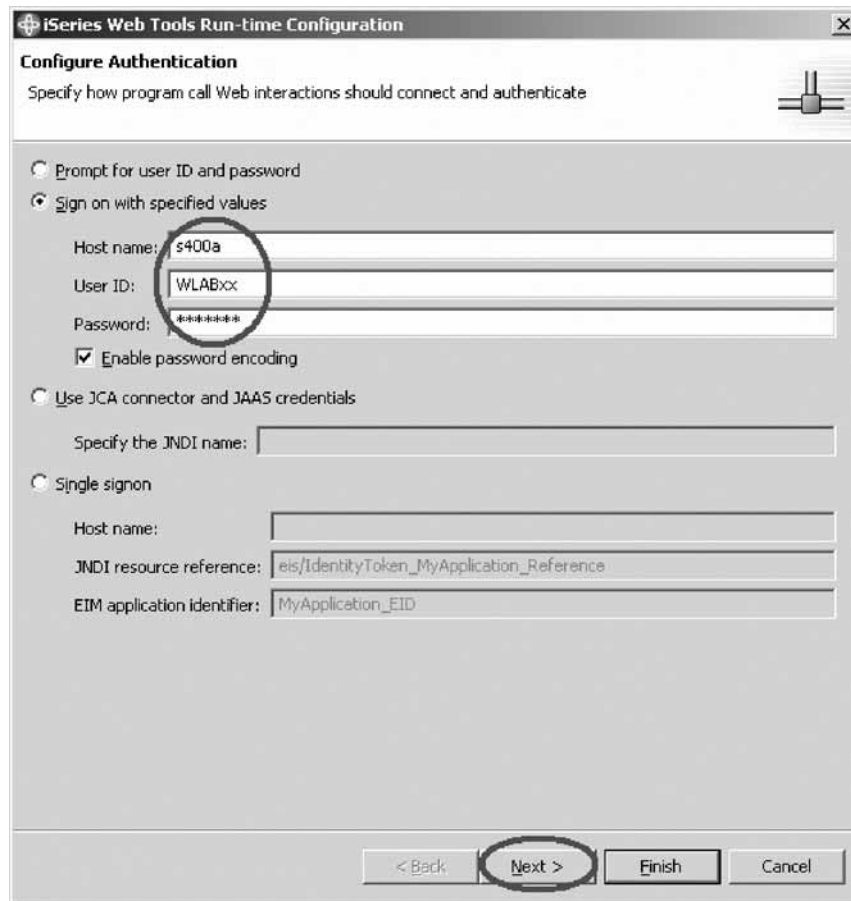 iSeries Web Tools Run-time Configuration
Configure Authentication
Specify how program call Web interactions should connect and authenticate
Prompt for user ID and password
Sign on with specified values
Host name: s400a
User ID: WLABxx
Password: *******
Enable password encoding
Use JCA connector and JAAS credentials
Specify the JNDI name:
Single signon
Host name:
JNDI resource reference: eis/IdentityToken_MyApplication_Reference
EIM application identifier: MyApplication_EID
< Back Next > Finish Cancel